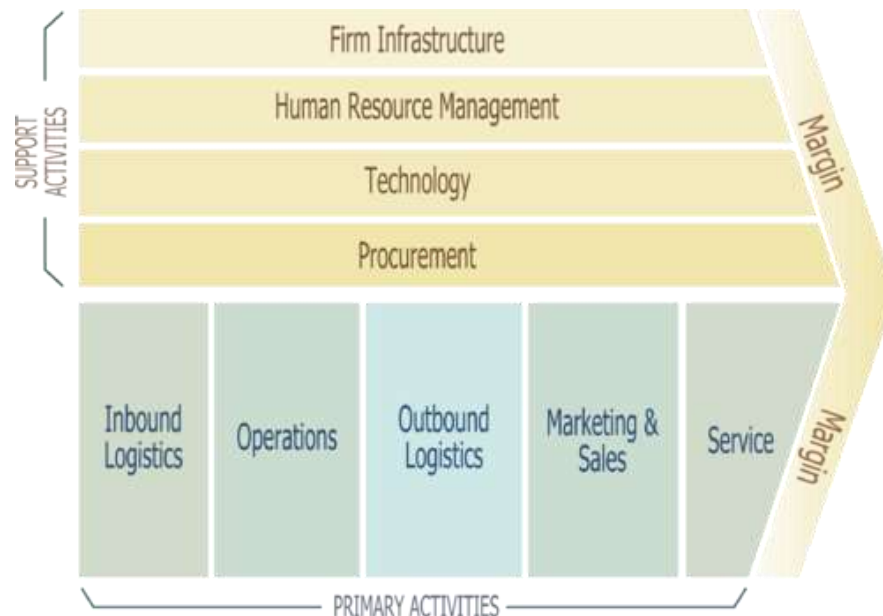 SUPPORT
ACTIVITIES
Firm Infrastructure
Human Resource Management
Technology
Procurement
Margin
Inbound
Logistics
Operations
Outbound
Logistics
Marketing &
Sales
Service
Margin
PRIMARY ACTIVITIES